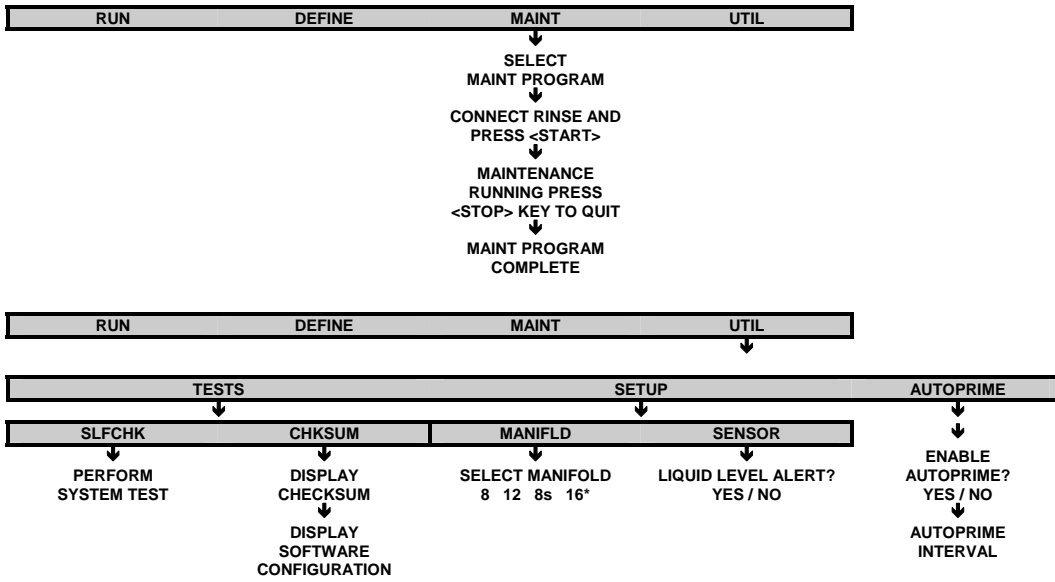 RUN DEFINE MAINT UTIL
SELECT
MAINT PROGRAM
CONNECT RINSE AND
PRESS <START>
MAINTENANCE
RUNNING PRESS
<STOP> KEY TO QUIT
MAINT PROGRAM
COMPLETE
RUN DEFINE MAINT UTIL
TESTS SETUP AUTOPRIME
SLFCHK CHKSUM MANIFLD SENSOR
PERFORM
SYSTEM TEST
DISPLAY
CHECKSUM
DISPLAY
SOFTWARE
CONFIGURATION
SELECT MANIFOLD
8 12 8s 16*
LIQUID LEVEL ALERT?
YES / NO
ENABLE
AUTOPRIME?
YES / NO
AUTOPRIME
INTERVAL